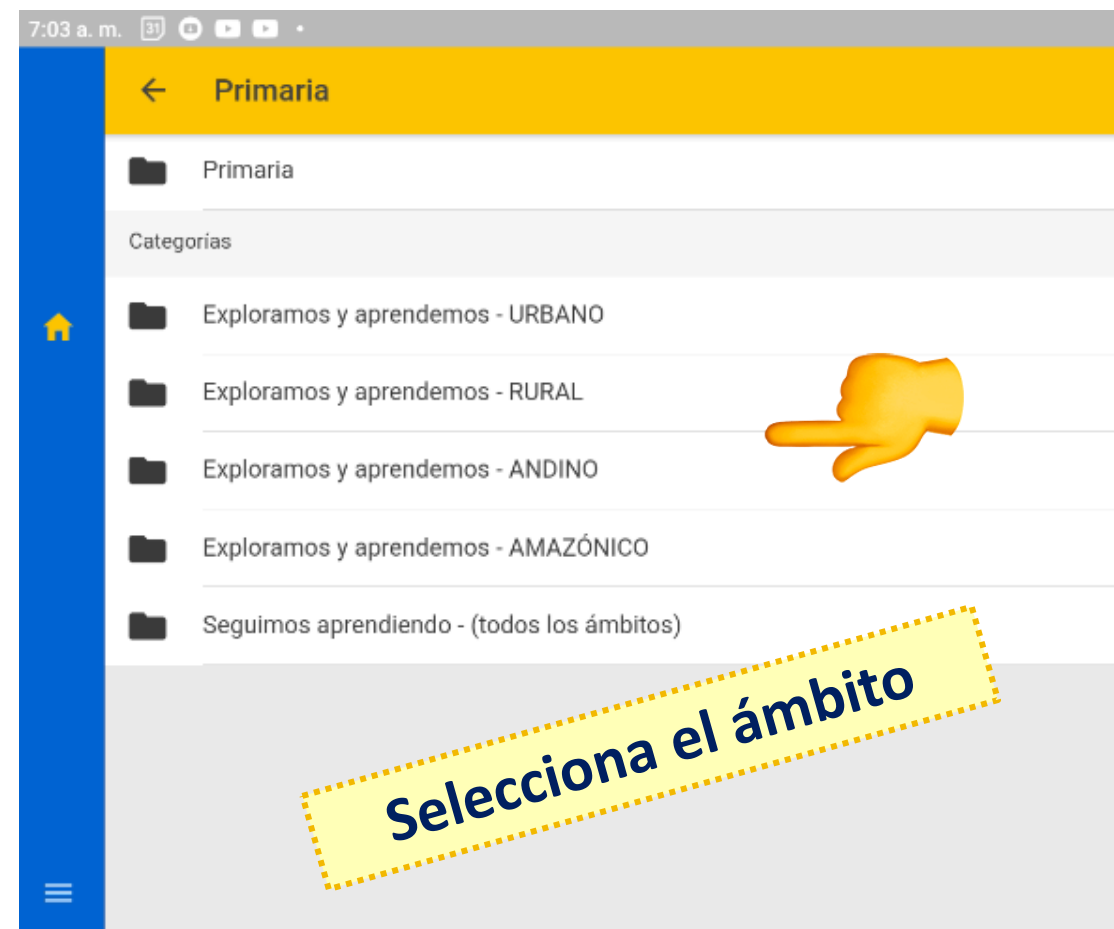 7:03 a. m. 31
Primaria
Primaria
Categorias
Exploramos y aprendemos - URBANO
Exploramos y aprendemos - RURAL
Exploramos y aprendemos - ANDINO
Exploramos y aprendemos - AMAZÓNICO
Seguimos aprendiendo - (todos los ámbitos)
Selecciona el ámbito